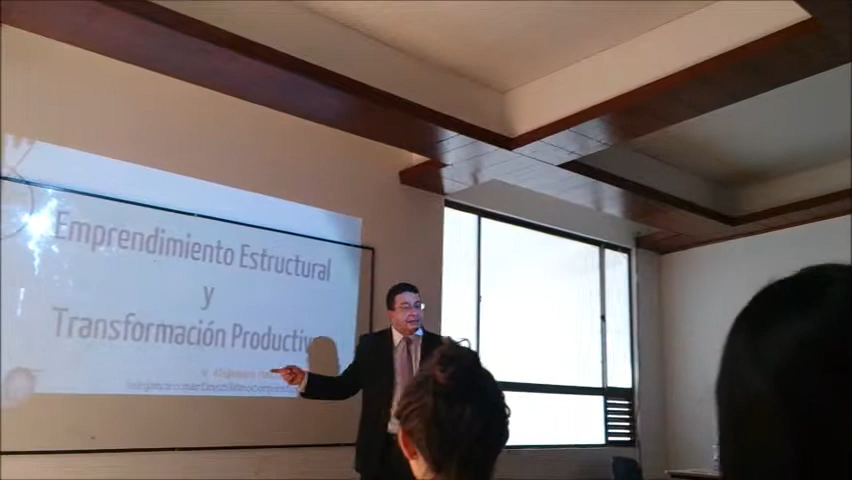 Emprendimiento Estructural
y
Transformación Productiv